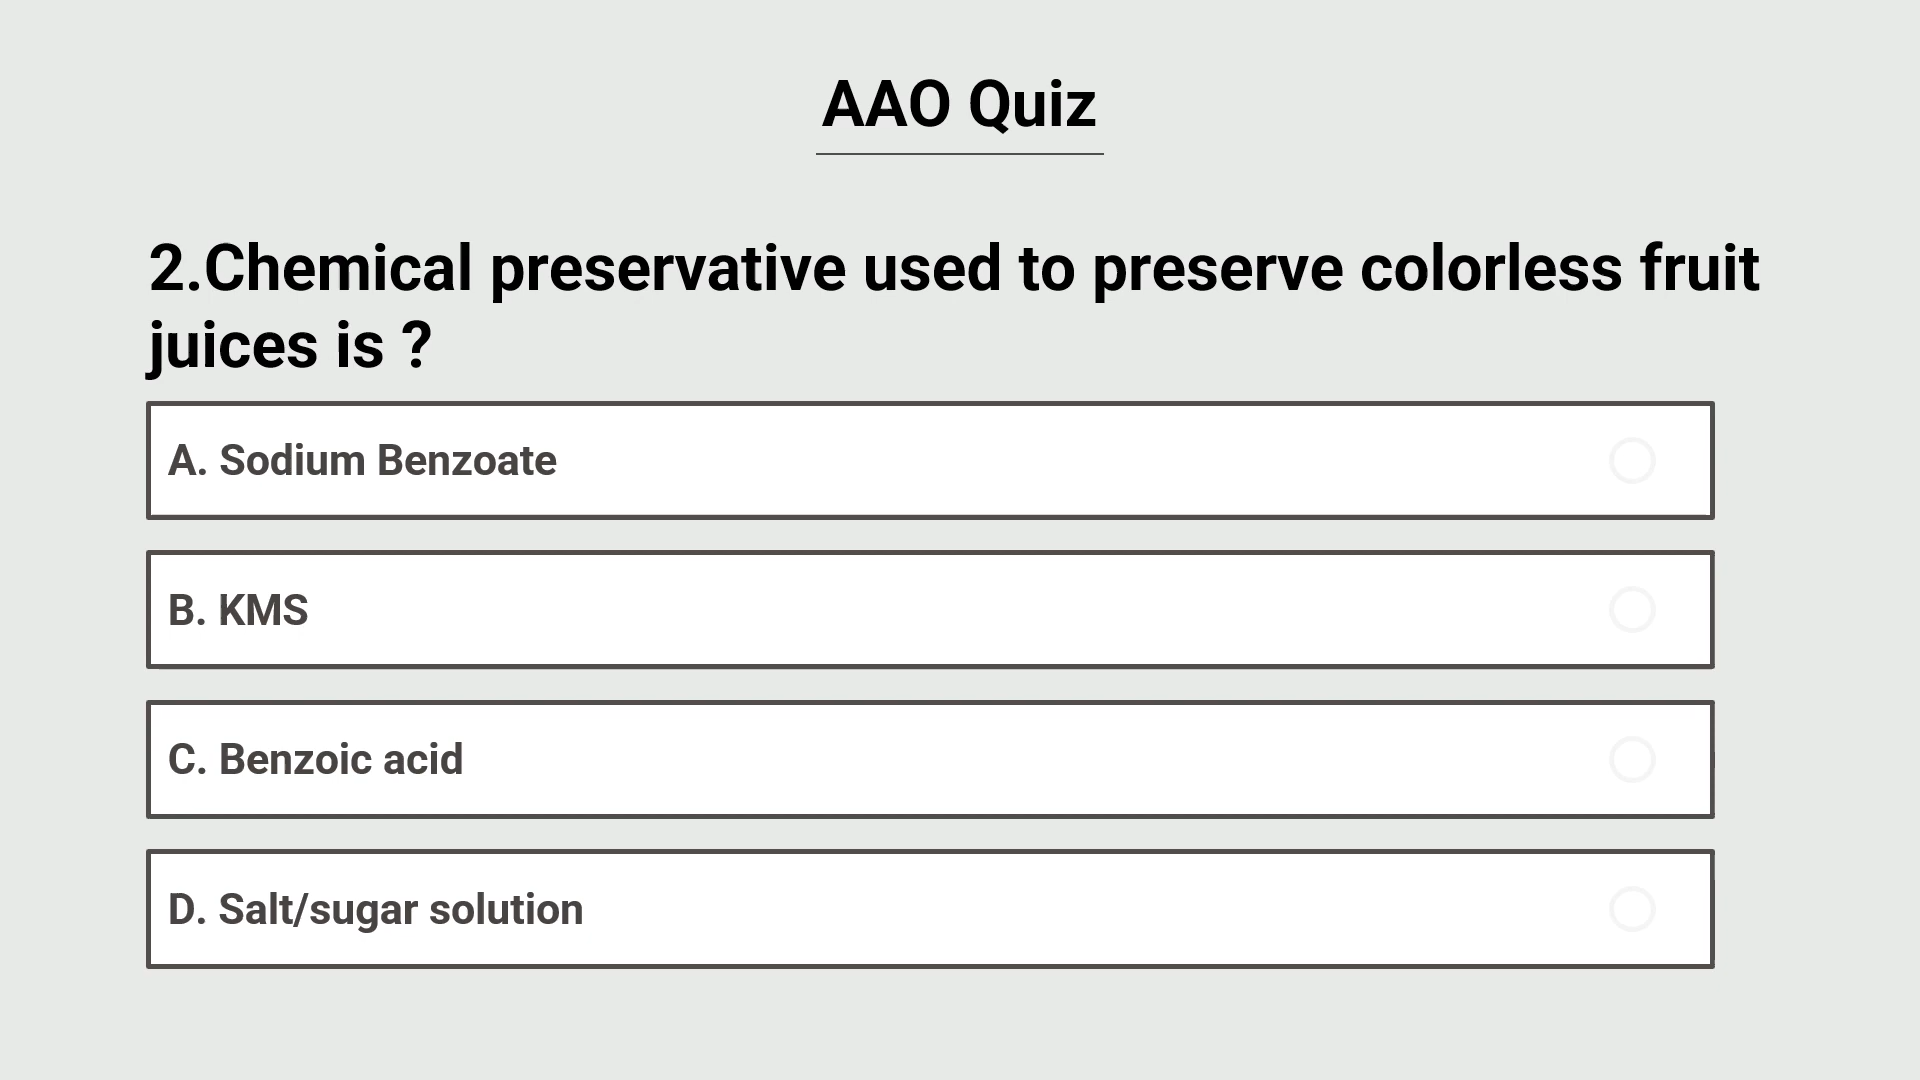 AAO Quiz
2.Chemical preservative used to preserve colorless fruit
juices is ?
A. Sodium Benzoate
B. KMS
C. Benzoic acid
D. Salt/sugar solution